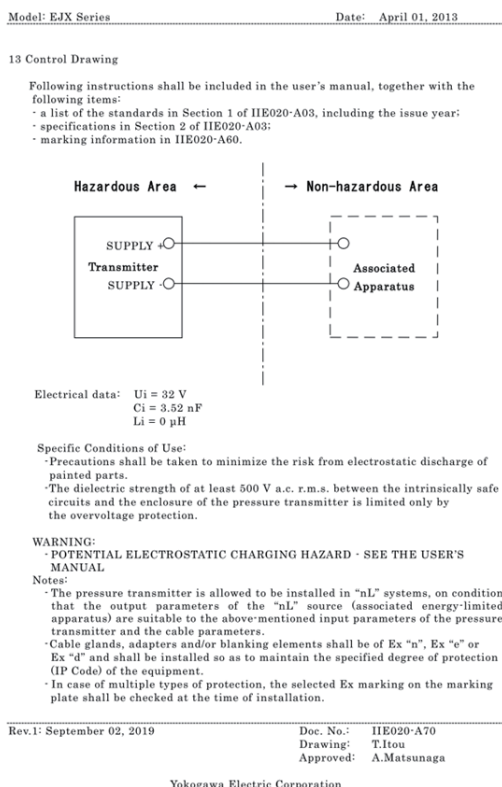 Model: EJX Series Date: April 01, 2013
13 Control Drawing
Following instructions shall be included in the user's manual, together with the
following items:
- a list of the standards in Section 1 of IIE020-A03, including the issue year;
- specifications in Section 2 of IIE020-A03;
- marking information in IIE020-A60.
Hazardous Area ← → Non-hazardous Area
SUPPLY +
Transmitter
SUPPLY -
Associated
Apparatus
Electrical data: Ui = 32 V
Ci = 3.52 nF
Li = 0 µH
Specific Conditions of Use:
-Precautions shall be taken to minimize the risk from electrostatic discharge of
painted parts.
-The dielectric strength of at least 500 V a.c. r.m.s. between the intrinsically safe
circuits and the enclosure of the pressure transmitter is limited only by
the overvoltage protection.
WARNING:
- POTENTIAL ELECTROSTATIC CHARGING HAZARD - SEE THE USER'S
MANUAL
Notes:
- The pressure transmitter is allowed to be installed in "nL" systems, on condition
that the output parameters of the "nL" source (associated energy-limited
apparatus) are suitable to the above-mentioned input parameters of the pressure
transmitter and the cable parameters.
-Cable glands, adapters and/or blanking elements shall be of Ex "n", Ex "e" or
Ex "d" and shall be installed so as to maintain the specified degree of protection
(IP Code) of the equipment.
- In case of multiple types of protection, the selected Ex marking on the marking
plate shall be checked at the time of installation.
Rev.1: September 02, 2019 Doc. No.: IIE020-A70
Drawing: T.Itou
Approved: A.Matsunaga
Yokogawa Electric Corporation